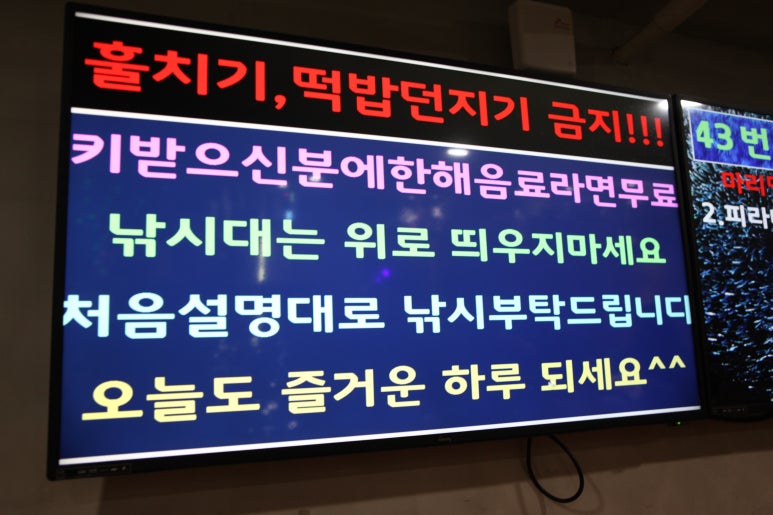 훌치기,떡밥던지기 금지!!!
키받으신분에한해음료라면무료
낚시대는 위로 띄우지마세요
처음설명대로 낚시부탁드립니다
오늘도 즐거운 하루 되세요^^
43 번
2.피라